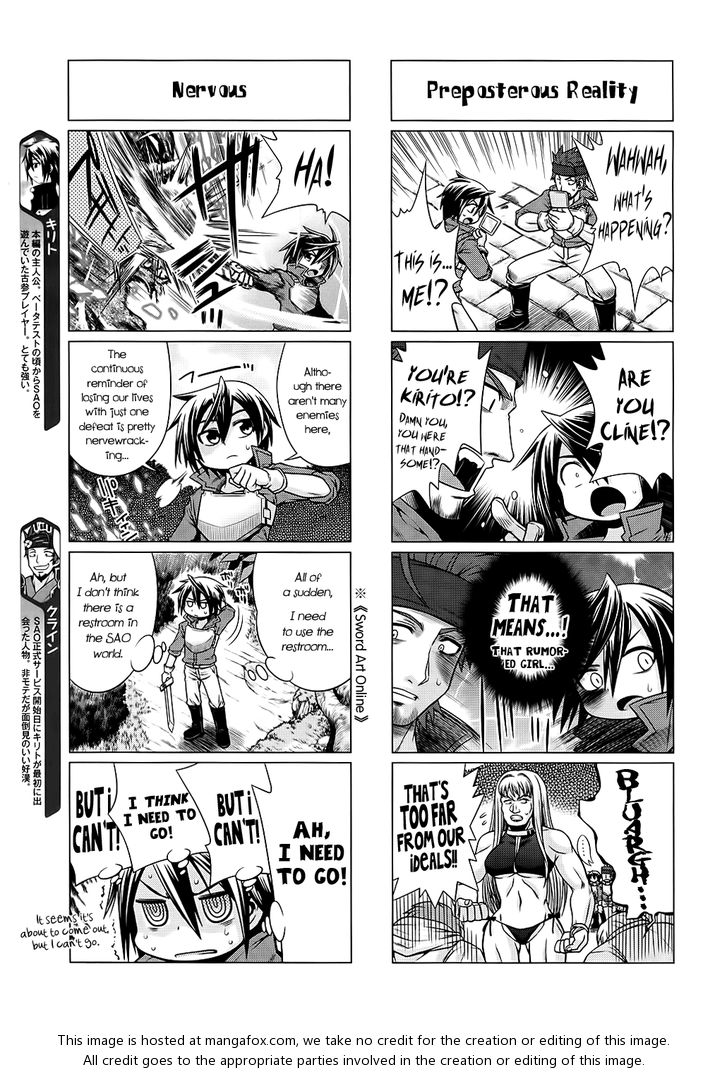 Preposterous Reality
WAHWAH,
WHAT'S
HAPPENING?
THIS IS...
ME!?
ARE
YOU
CLINE!?
YOU'RE
KIRITO!?
DAMN YOU,
YOU WERE
THAT HAND-
SOME!?
THAT
MEANS...!
THAT RUMOR-
ED GIRL...
BLUARGH...
THAT'S
TOO FAR
FROM OUR
IDEALS!!
Nervous
HA!
Altho-
ugh there
aren't many
enemies
here,
The
continuous
reminder of
losing our lives
with just one
defeat is pretty
nervewrack-
ing...
All of
a sudden,
I need
to use the
restroom...
Ah, but
I don't think
there is a
restroom in
the SAO
world.
※《Sword Art Online》
AH,
I NEED
TO GO!
BUT i
CAN'T!
I THINK
I NEED TO
GO!
BUT i
CAN'T!
It seems it's
about to come out,
but I can't go.
キリト
本編の主人公。ベータテストの頃からSAOを
遊んでいた古参プレイヤー。とても強い。
クライン
SAO正式サービス開始日にキリトが最初に出
会った人物。非モテだが面倒見のいい好漢。
This image is hosted at mangafox.com, we take no credit for the creation or editing of this image.
All credit goes to the appropriate parties involved in the creation or editing of this image.